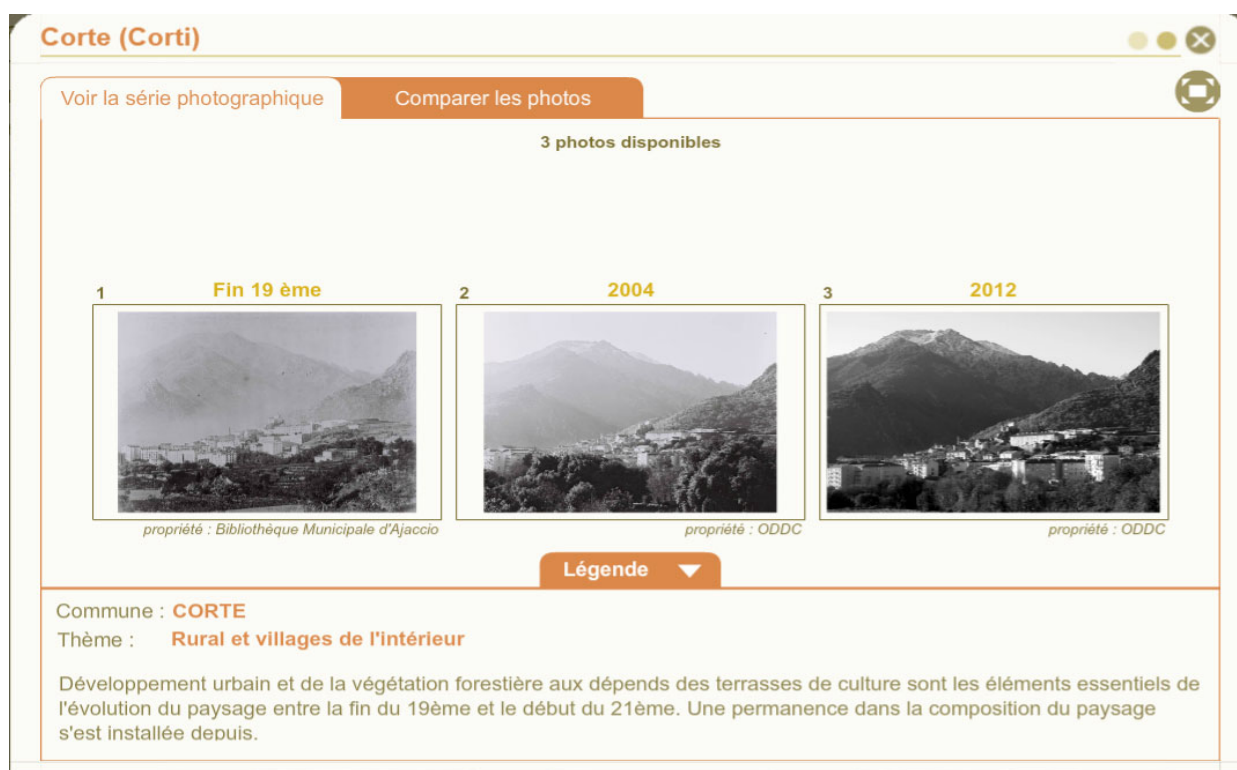 Corte (Corti)
Voir la série photographique
Comparer les photos
3 photos disponibles
1 Fin 19 ème
2 2004
3 2012
propriété : Bibliothèque Municipale d'Ajaccio
propriété : ODDC
propriété : ODDC
Légende
Commune : CORTE
Thème : Rural et villages de l'intérieur
Développement urbain et de la végétation forestière aux dépends des terrasses de culture sont les éléments essentiels de
l'évolution du paysage entre la fin du 19ème et le début du 21ème. Une permanence dans la composition du paysage
s'est installée depuis.